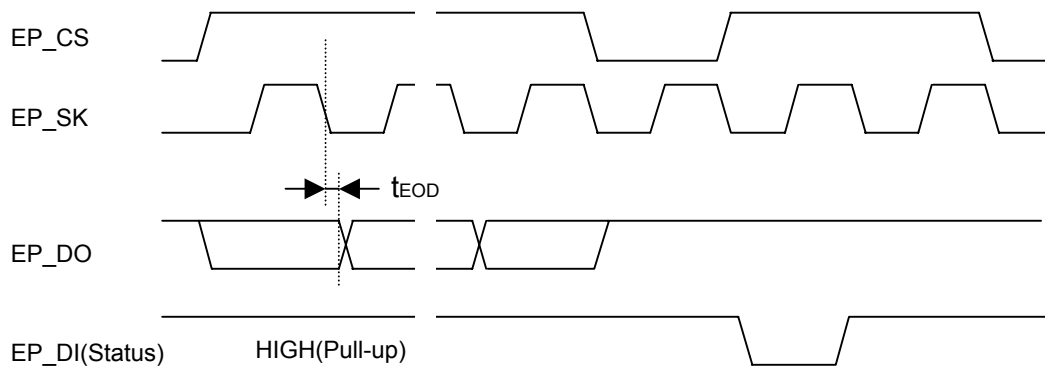 EP_CS
EP_SK
tEOD
EP_DO
EP_DI(Status)
HIGH(Pull-up)